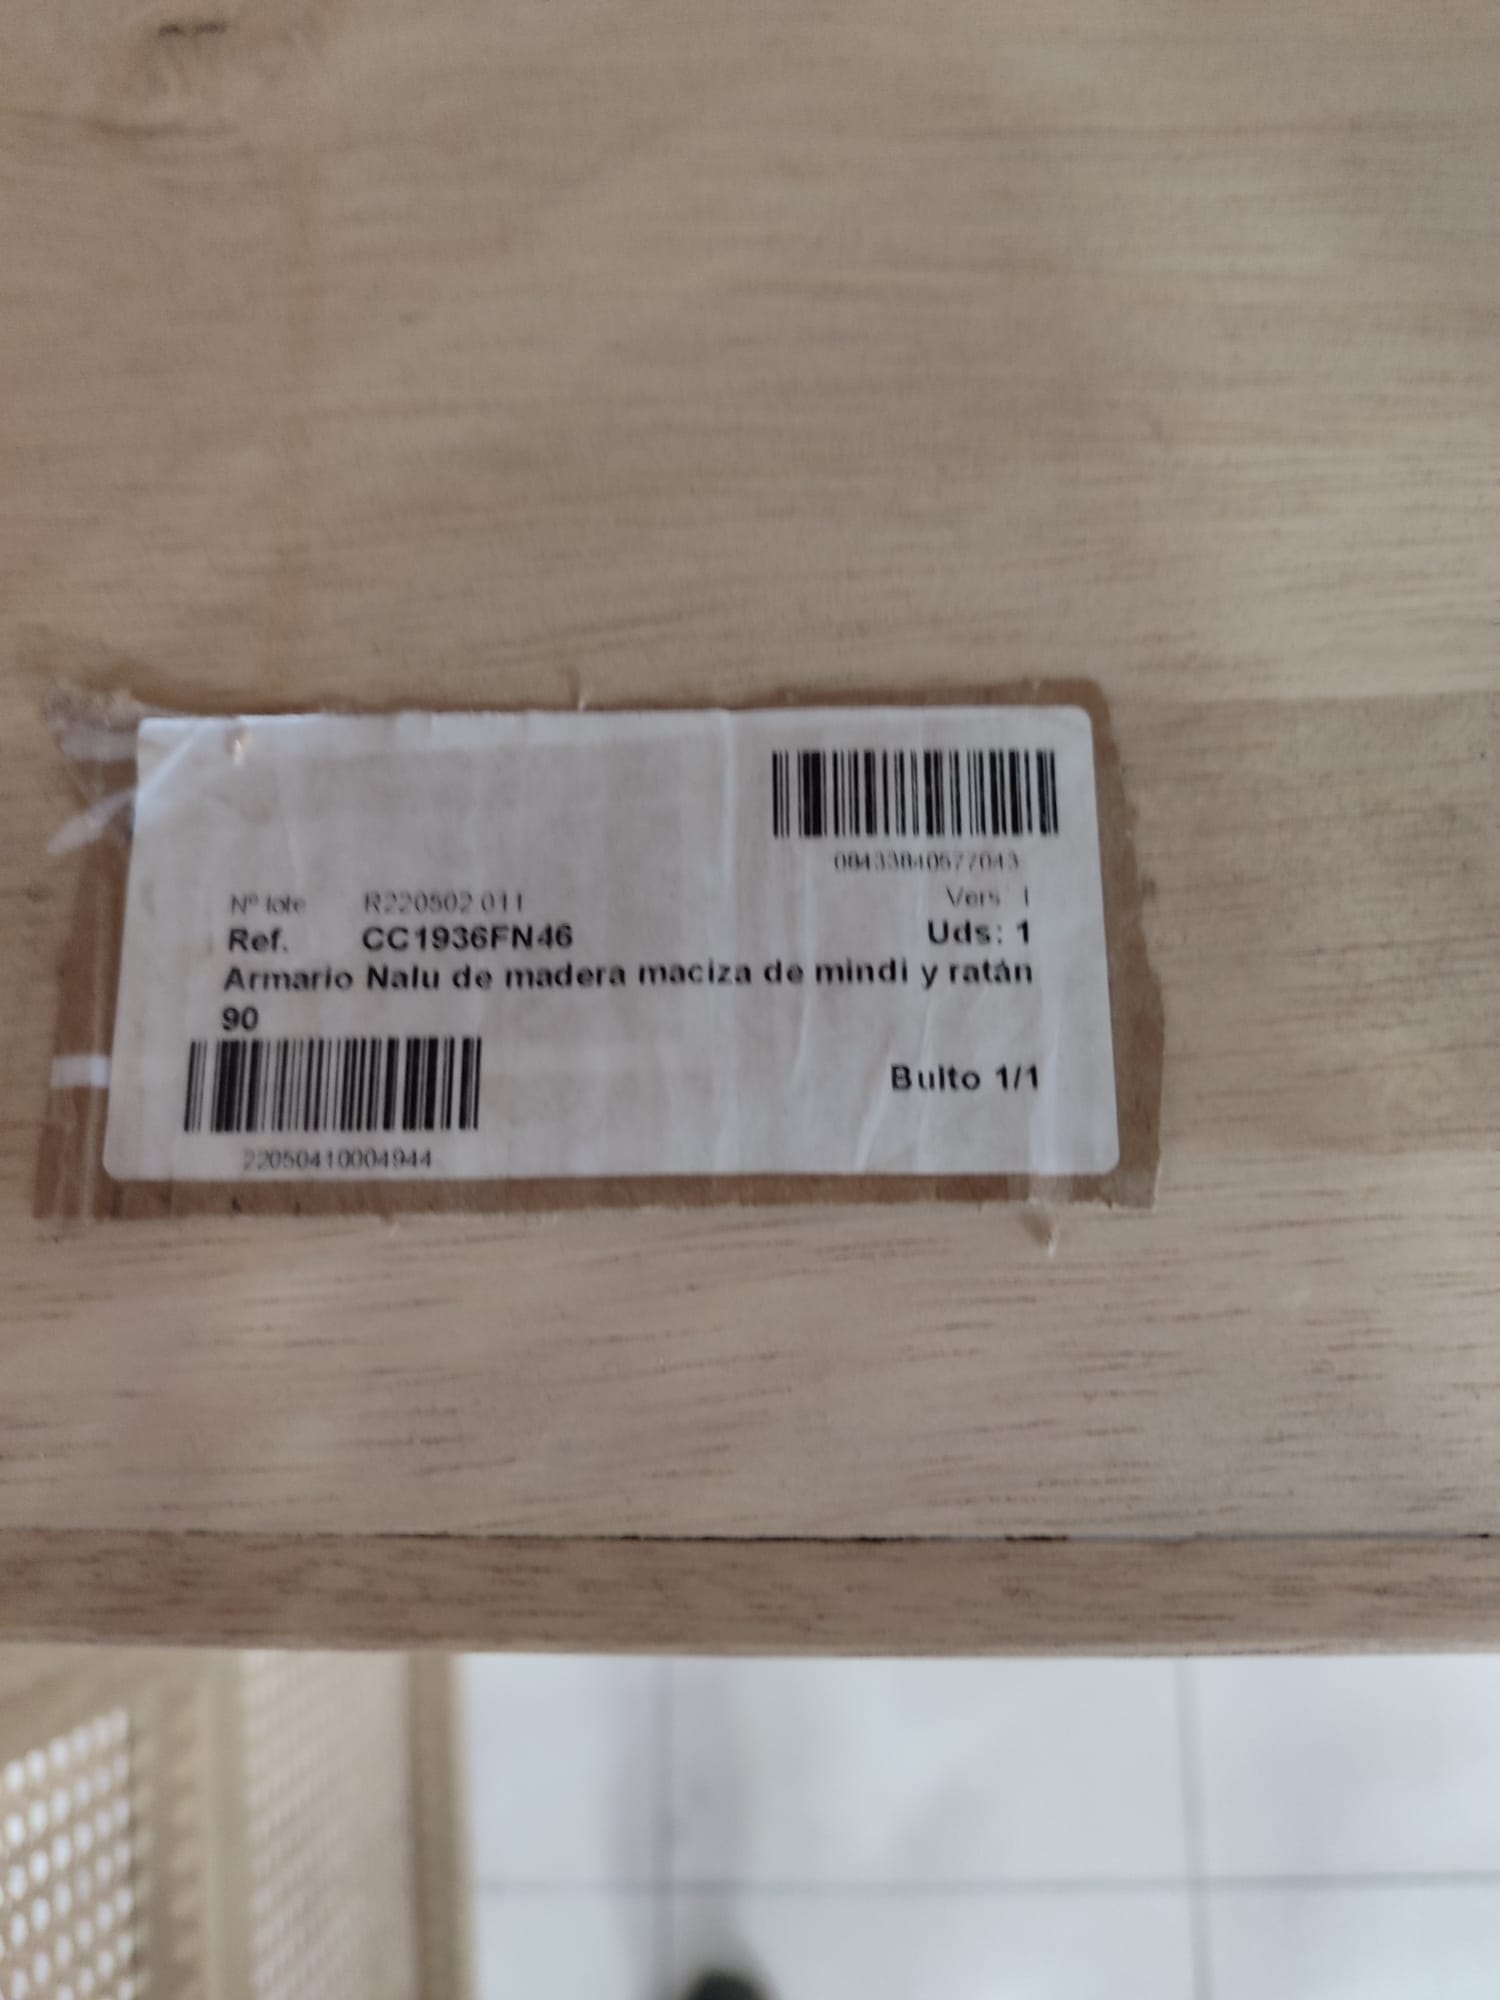 08433840577043
Nº lote R220502 011
Vers 1
Ref. CC1936FN46
Uds: 1
Armario Nalu de madera maciza de mindi y ratán
90
Bulto 1/1
22050410004944